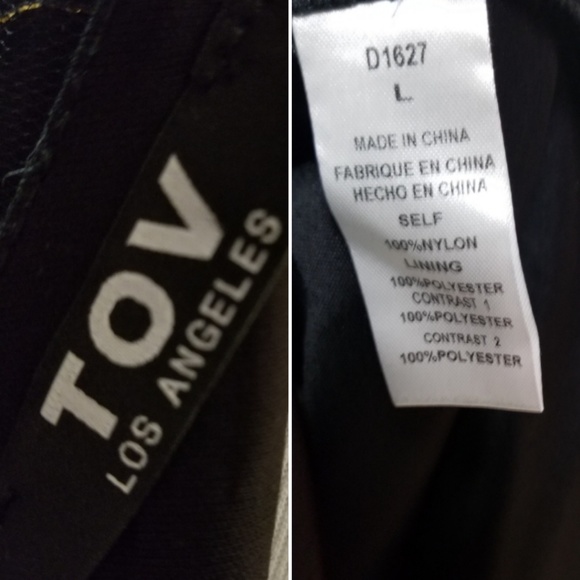 TOV
LOS ANGELES
D1627
L
MADE IN CHINA
FABRIQUE EN CHINA
HECHO EN CHINA
SELF
100%NYLON
LINING
100%POLYESTER
CONTRAST 1
100%POLYESTER
CONTRAST 2
100%POLYESTER